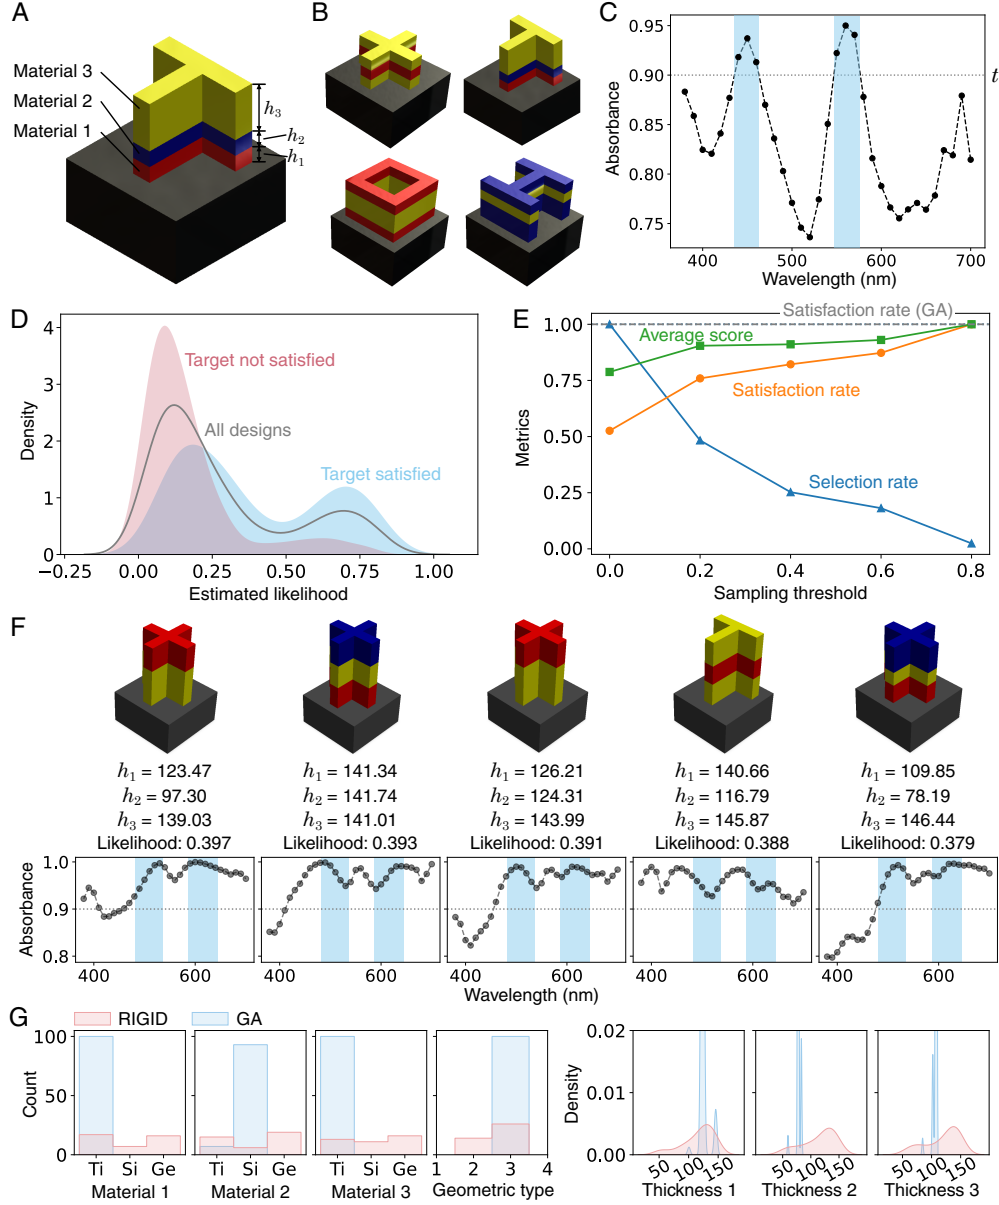 A
Material 3
Material 2
Material 1
h3
h2
h1
B
C
0.95
0.90
0.85
0.80
0.75
Absorbance
t
400
500
600
700
Wavelength (nm)
D
4
3
2
1
0
Density
Target not satisfied
All designs
Target satisfied
−0.25
0.00
0.25
0.50
0.75
1.00
Estimated likelihood
E
1.00
0.75
0.50
0.25
0.00
Metrics
Satisfaction rate (GA)
Average score
Satisfaction rate
Selection rate
0.0
0.2
0.4
0.6
0.8
Sampling threshold
F
h1 = 123.47
h2 = 97.30
h3 = 139.03
Likelihood: 0.397
h1 = 141.34
h2 = 141.74
h3 = 141.01
Likelihood: 0.393
h1 = 126.21
h2 = 124.31
h3 = 143.99
Likelihood: 0.391
h1 = 140.66
h2 = 116.79
h3 = 145.87
Likelihood: 0.388
h1 = 109.85
h2 = 78.19
h3 = 146.44
Likelihood: 0.379
1.0
0.9
0.8
Absorbance
400 600
400 600
400 600
400 600
400 600
Wavelength (nm)
G
RIGID
GA
100
50
0
Count
Ti Si Ge
Material 1
Ti Si Ge
Material 2
Ti Si Ge
Material 3
1 2 3 4
Geometric type
0.02
0.01
0.00
Density
50 100 150
Thickness 1
50 100 150
Thickness 2
50 100 150
Thickness 3